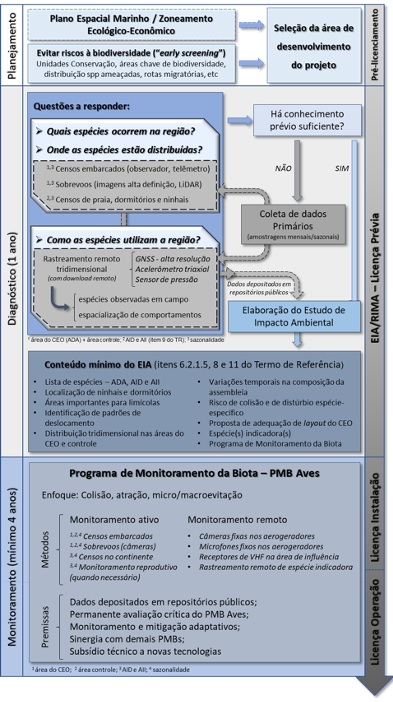 Planejamento
Plano Espacial Marinho / Zoneamento
Ecológico-Econômico
Evitar riscos à biodiversidade ("early screening")
Unidades Conservação, áreas chave de biodiversidade,
distribuição spp ameaçadas, rotas migratórias, etc
Seleção da área de
desenvolvimento
do projeto
Pré-licenciamento
Diagnóstico (1 ano)
Questões a responder:
➢ Quais espécies ocorrem na região?
➢ Onde as espécies estão distribuídas?
1,3 Censos embarcados (observador, telêmetro)
1,3 Sobrevoos (imagens alta definição, LiDAR)
2,3 Censos de praia, dormitórios e ninhais
➢ Como as espécies utilizam a região?
Rastreamento remoto
tridimensional
(com download remoto)
GNSS - alta resolução
Acelerômetro triaxial
Sensor de pressão
espécies observadas em campo
espacialização de comportamentos
1 área do CEO (ADA) + área controle; 2 AID e AII (item 9 do TR); 3 sazonalidade
Há conhecimento
prévio suficiente?
NÃO
SIM
Coleta de dados
Primários
(amostragens mensais/sazonais)
Dados depositados em
repositórios públicos
Elaboração do Estudo de
Impacto Ambiental
EIA/RIMA – Licença Prévia
Conteúdo mínimo do EIA (itens 6.2.1.5, 8 e 11 do Termo de Referência)
• Lista de espécies – ADA, AID e AII
• Localização de ninhais e dormitórios
• Áreas importantes para limícolas
• Identificação de padrões de
deslocamento
• Distribuição tridimensional nas áreas do
CEO e controle
• Variações temporais na composição da
assembleia
• Risco de colisão e de distúrbio espécie-
específico
• Proposta de adequação de layout do CEO
• Espécie(s) indicadora(s)
• Programa de Monitoramento da Biota
Monitoramento (mínimo 4 anos)
Programa de Monitoramento da Biota – PMB Aves
Enfoque: Colisão, atração, micro/macroevitação
Métodos
Monitoramento ativo
1,2,4 Censos embarcados
1,2,4 Sobrevoos (câmeras)
3,4 Censos no continente
3,4 Monitoramento reprodutivo
(quando necessário)
Monitoramento remoto
• Câmeras fixas nos aerogeradores
• Microfones fixos nos aerogeradores
• Receptores de VHF na área de influência
• Rastreamento remoto de espécie indicadora
Premissas
Dados depositados em repositórios públicos;
Permanente avaliação crítica do PMB Aves;
Monitoramento e mitigação adaptativos;
Sinergia com demais PMBs;
Subsídio técnico a novas tecnologias
1 área do CEO; 2 área controle; 3 AID e AII; 4 sazonalidade
Licença Instalação
Licença Operação